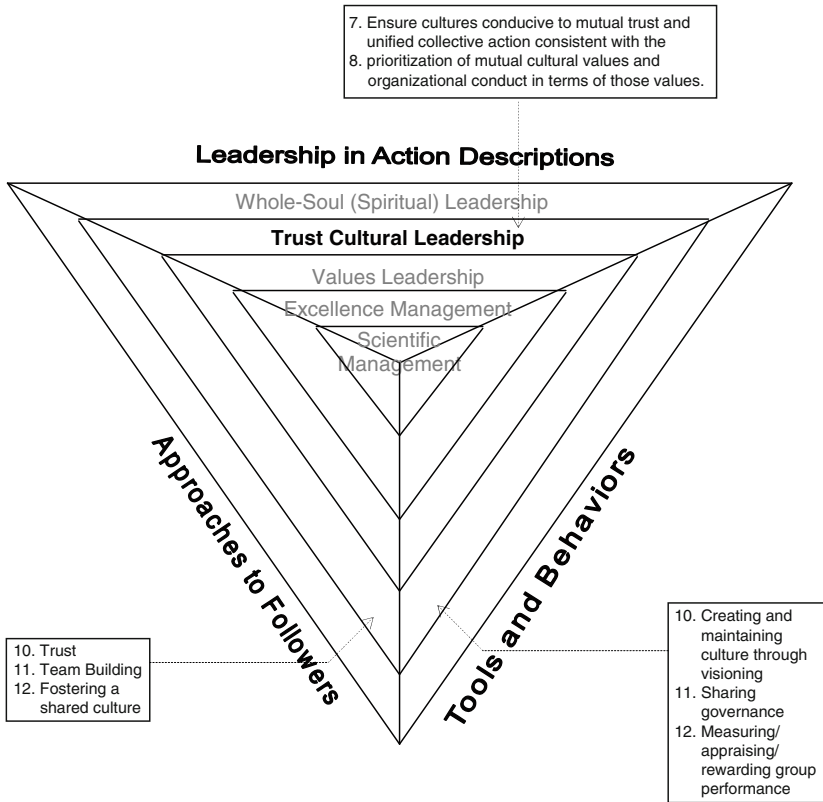 7. Ensure cultures conducive to mutual trust and
unified collective action consistent with the
8. prioritization of mutual cultural values and
organizational conduct in terms of those values.
Leadership in Action Descriptions
Whole-Soul (Spiritual) Leadership
Trust Cultural Leadership
Values Leadership
Excellence Management
Scientific
Management
Approaches to Followers
Tools and Behaviors
10. Trust
11. Team Building
12. Fostering a
shared culture
10. Creating and
maintaining
culture through
visioning
11. Sharing
governance
12. Measuring/
appraising/
rewarding group
performance